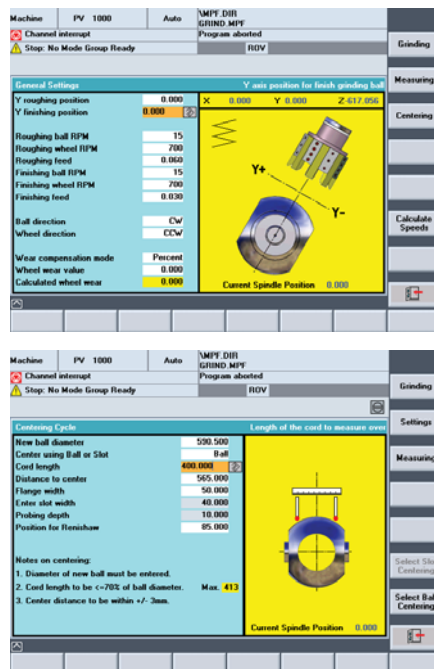 Machine PV 1000 Auto \MPF.DIR
GRIND.MPF
Channel interrupt Program aborted
Stop: No Mode Group Ready ROV
Grinding
General Settings Y axis position for finish grinding ball
Measuring
Y roughing position 0.000 X 0.000 Y 0.000 Z-617.056
Y finishing position 0.000
Centering
Roughing ball RPM 15
Roughing wheel RPM 700
Roughing feed 0.060
Finishing ball RPM 15
Finishing wheel RPM 700
Finishing feed 0.030
Y+
Y-
Ball direction CW
Wheel direction CCW
Calculate
Speeds
Wear compensation mode Percent
Wheel wear value 0.000
Calculated wheel wear 0.000
Current Spindle Position 0.000
Machine PV 1000 Auto \MPF.DIR
GRIND.MPF
Channel interrupt Program aborted
Stop: No Mode Group Ready ROV
Grinding
Centering Cycle Length of the cord to measure over
Settings
New ball diameter 590.500
Center using Ball or Slot Ball
Cord length 400.000
Measuring
Distance to center 565.000
Flange width 50.000
Enter slot width 40.000
Probing depth 10.000
Position for Renishaw 85.000
Notes on centering:
1. Diameter of new ball must be entered.
2. Cord length to be <=70% of ball diameter. Max. 413
3. Center distance to be within +/- 3mm.
Select Slot
Centering
Select Ball
Centering
Current Spindle Position 0.000